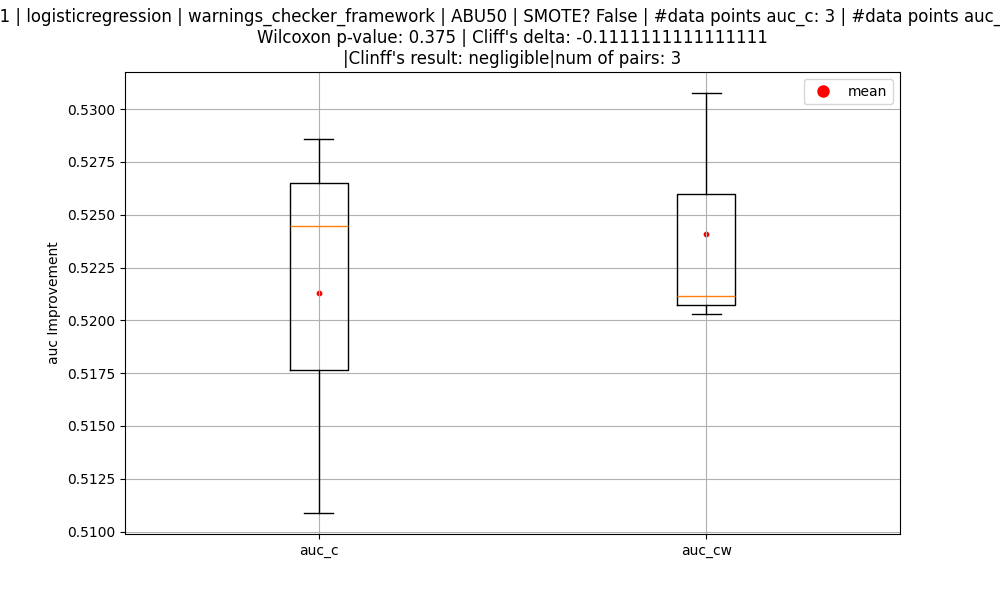 1 | logisticregression | warnings_checker_framework | ABU50 | SMOTE? False | #data points auc_c: 3 | #data points auc_
Wilcoxon p-value: 0.375 | Cliff's delta: -0.1111111111111111
|Clinff's result: negligible|num of pairs: 3
mean
0.5300
0.5275
0.5250
0.5225
0.5200
0.5175
0.5150
0.5125
0.5100
auc Improvement
auc_c
auc_cw